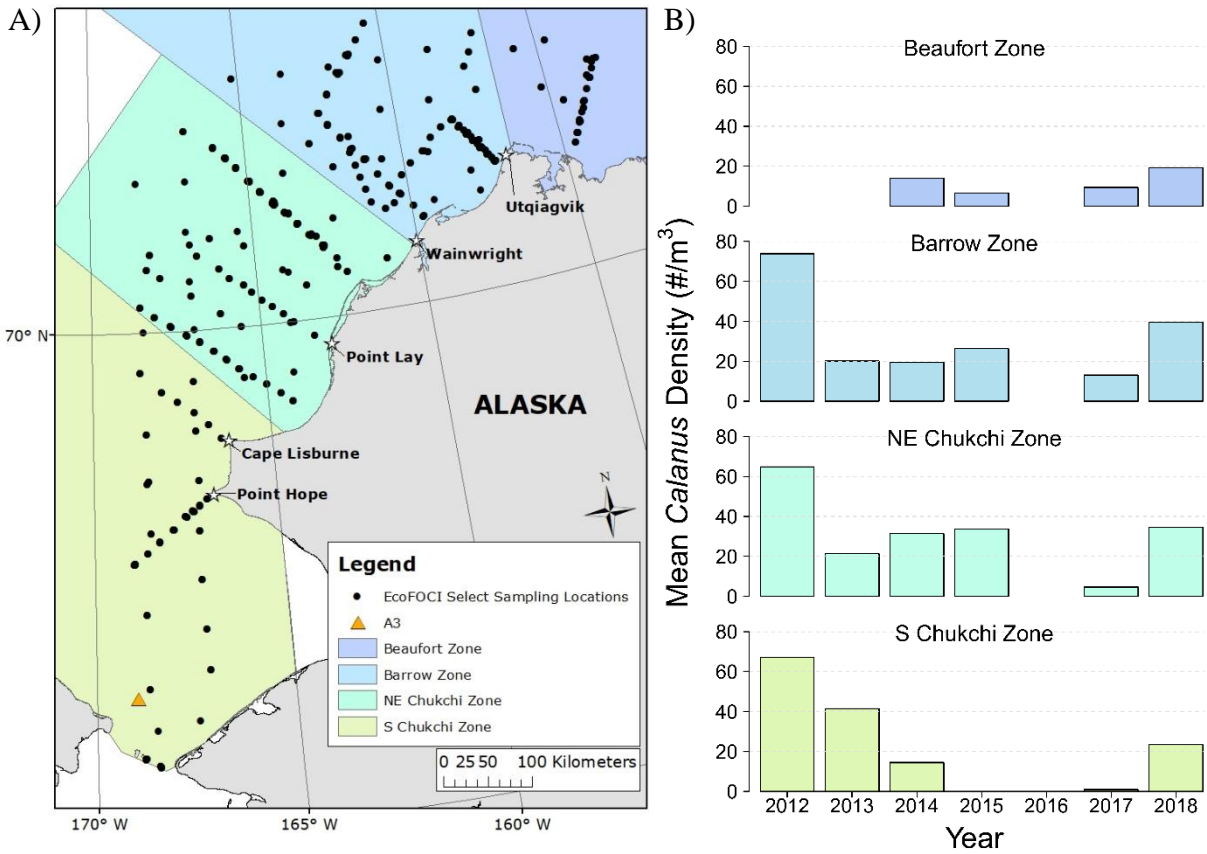 A)
70° N
Utqiagvik
Wainwright
Point Lay
ALASKA
Cape Lisburne
Point Hope
N
Legend
EcoFOCI Select Sampling Locations
A3
Beaufort Zone
Barrow Zone
NE Chukchi Zone
S Chukchi Zone
0 25 50 100 Kilometers
170° W
165° W
160° W
B)
Mean Calanus Density (#/m³)
Beaufort Zone
80
60
40
20
0
Barrow Zone
80
60
40
20
0
NE Chukchi Zone
80
60
40
20
0
S Chukchi Zone
80
60
40
20
0
2012 2013 2014 2015 2016 2017 2018
Year